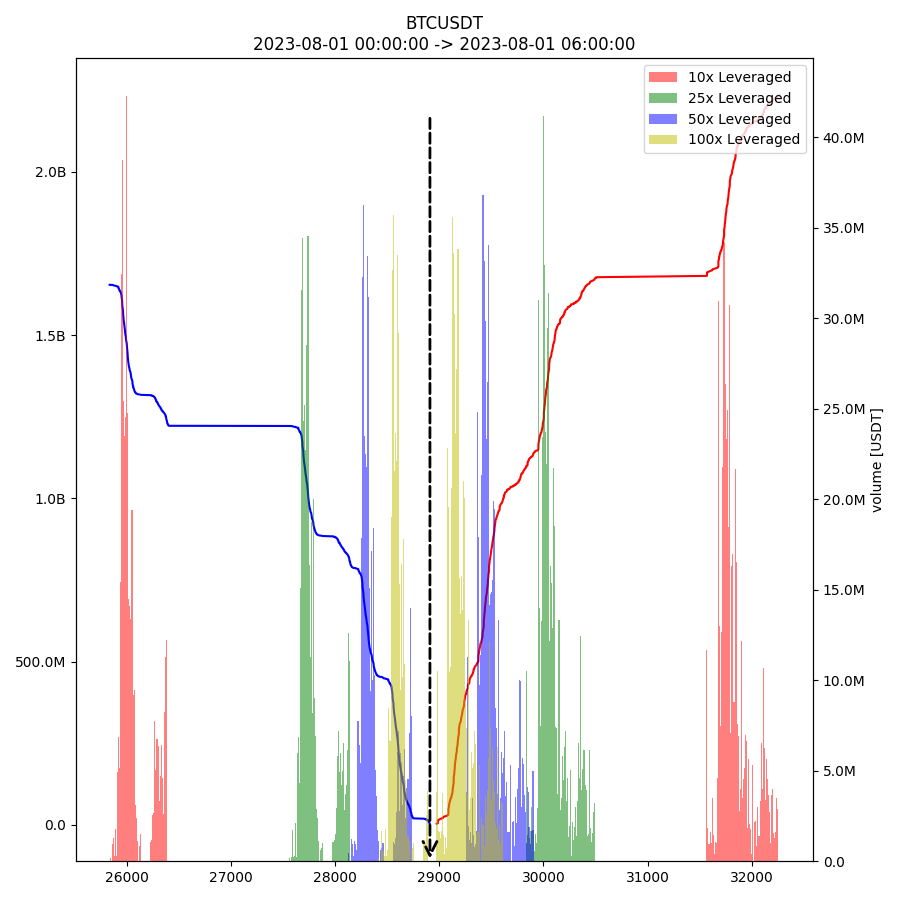 BTCUSDT
2023-08-01 00:00:00 -> 2023-08-01 06:00:00
10x Leveraged
25x Leveraged
50x Leveraged
100x Leveraged
2.0B
1.5B
1.0B
500.0M
0.0
40.0M
35.0M
30.0M
25.0M
20.0M
15.0M
10.0M
5.0M
0.0
volume [USDT]
26000 27000 28000 29000 30000 31000 32000